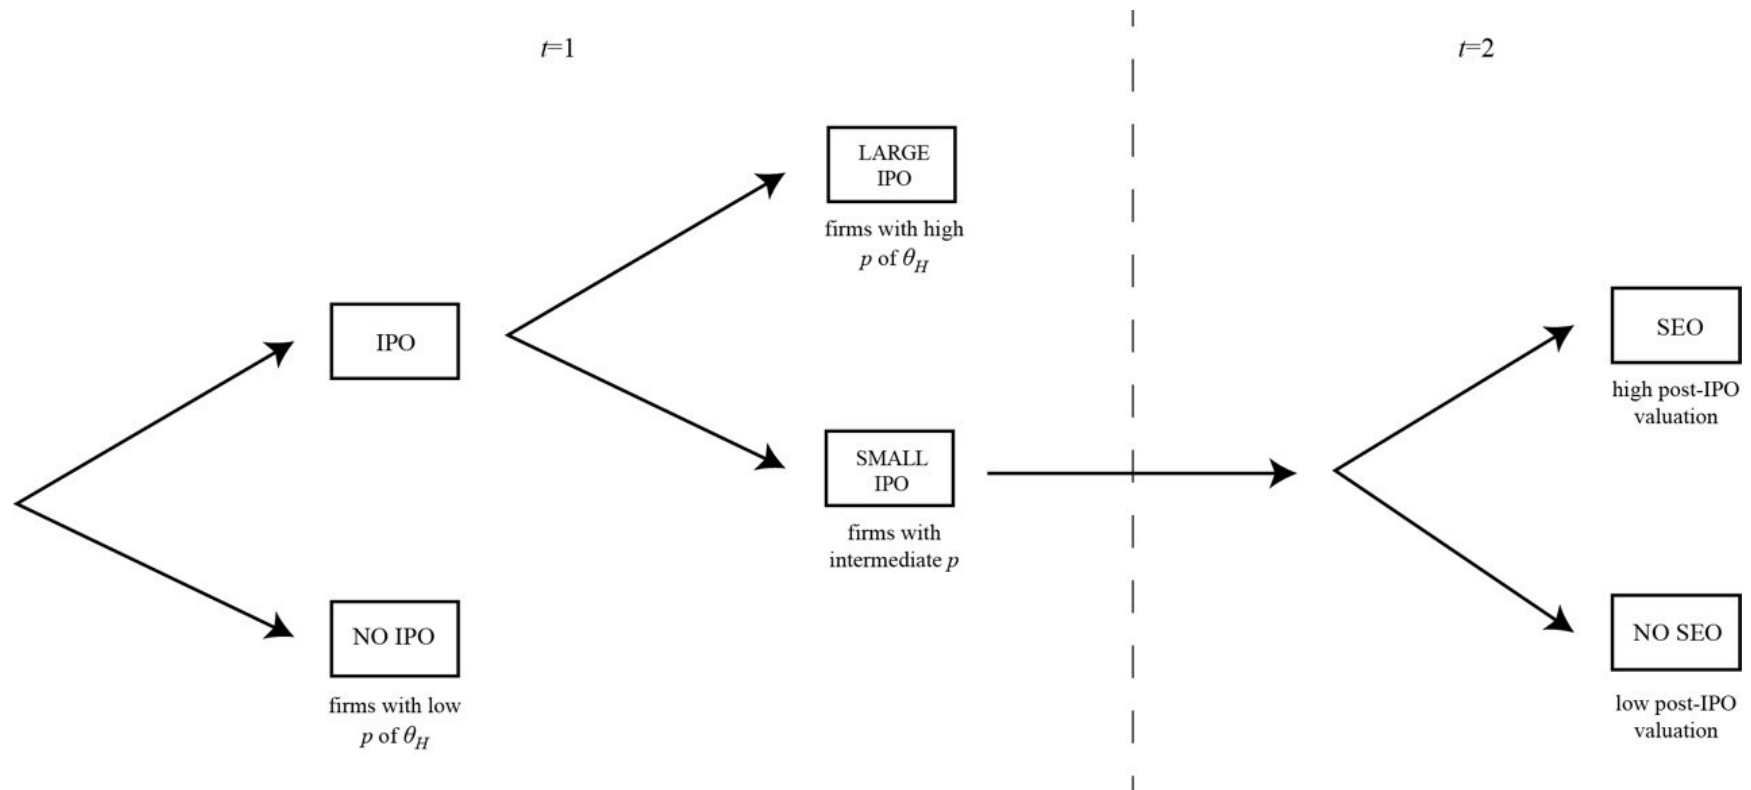 t=1
t=2
LARGE
IPO
firms with high
p of θH
IPO
SMALL
IPO
firms with
intermediate p
NO IPO
firms with low
p of θH
SEO
high post-IPO
valuation
NO SEO
low post-IPO
valuation